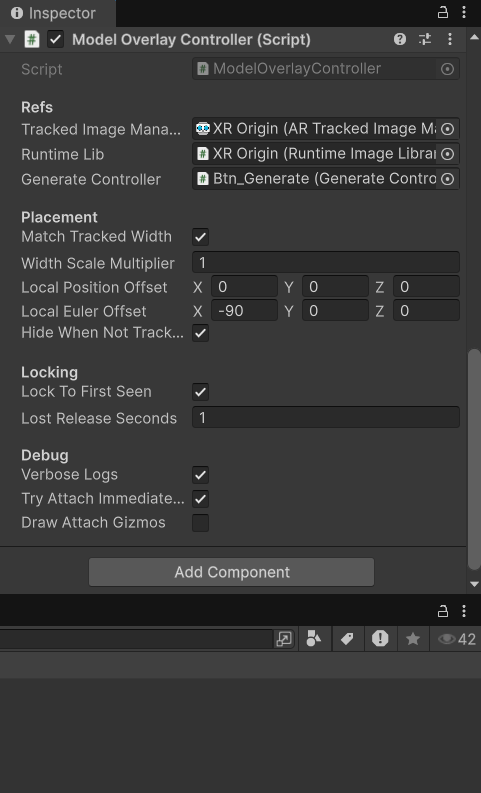 Inspector
# Model Overlay Controller (Script)
Script # ModelOverlayController
Refs
Tracked Image Mana... XR Origin (AR Tracked Image Ma
Runtime Lib # XR Origin (Runtime Image Librar
Generate Controller # Btn_Generate (Generate Contro
Placement
Match Tracked Width
Width Scale Multiplier 1
Local Position Offset X 0 Y 0 Z 0
Local Euler Offset X -90 Y 0 Z 0
Hide When Not Track...
Locking
Lock To First Seen
Lost Release Seconds 1
Debug
Verbose Logs
Try Attach Immediate...
Draw Attach Gizmos
Add Component
42